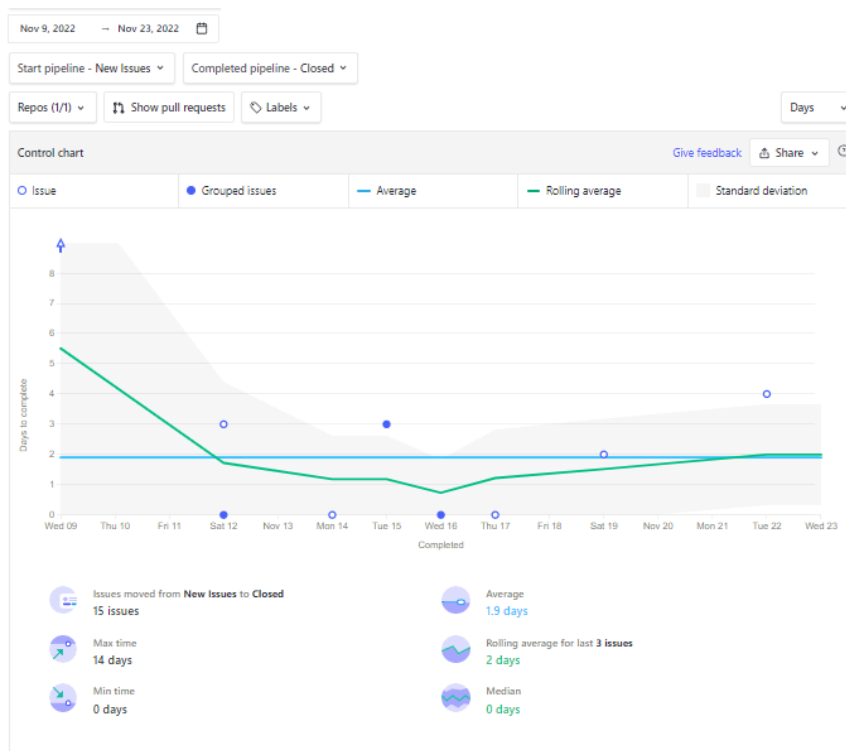 Nov 9, 2022 → Nov 23, 2022
Start pipeline - New Issues Completed pipeline - Closed
Repos (1/1) Show pull requests Labels Days
Control chart Give feedback Share
Issue Grouped issues Average Rolling average Standard deviation
8
7
6
5
4
3
2
1
0
Days to complete
Wed 09 Thu 10 Fri 11 Sat 12 Nov 13 Mon 14 Tue 15 Wed 16 Thu 17 Fri 18 Sat 19 Nov 20 Mon 21 Tue 22 Wed 23
Completed
Issues moved from New Issues to Closed
15 issues
Average
1.9 days
Max time
14 days
Rolling average for last 3 issues
2 days
Min time
0 days
Median
0 days